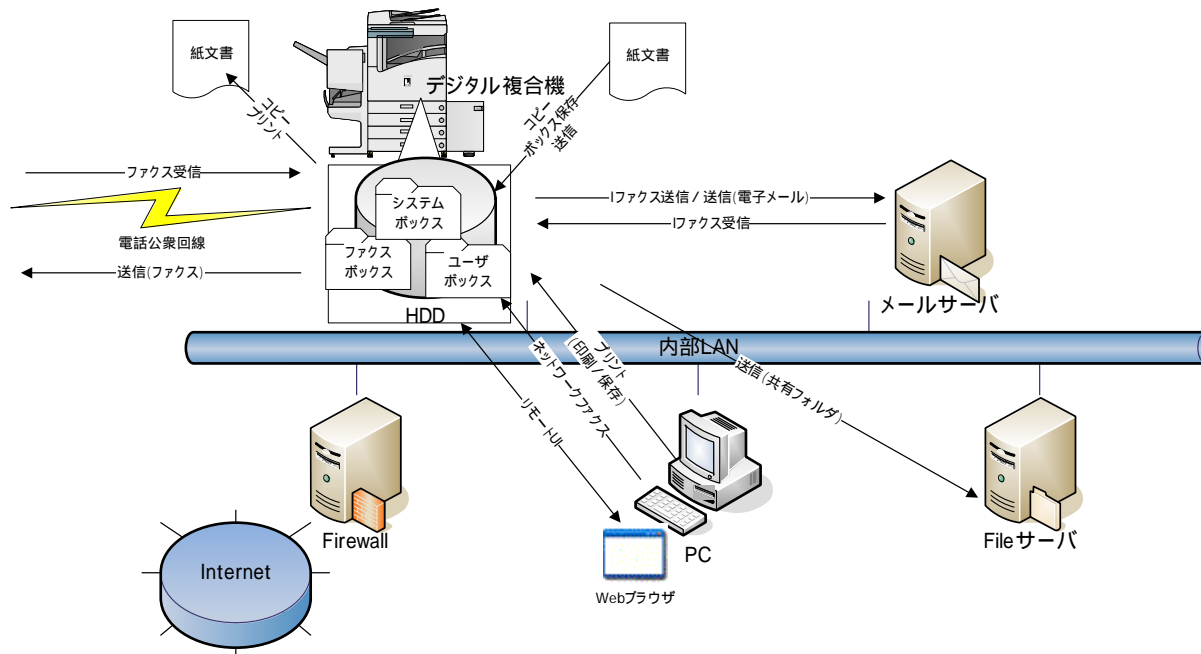 紙文書
紙文書
デジタル複合機
コピー
プリント
コピー
ボックス保存
送信
ファクス受信
電話公衆回線
送信(ファクス)
システム
ボックス
ファクス
ボックス
ユーザ
ボックス
HDD
Iファクス送信 / 送信(電子メール)
Iファクス受信
メールサーバ
内部LAN
プリント
(印刷 / 保存)
ネットワークファクス
リモートUI
送信(共有フォルダ)
Firewall
Internet
PC
Webブラウザ
Fileサーバ